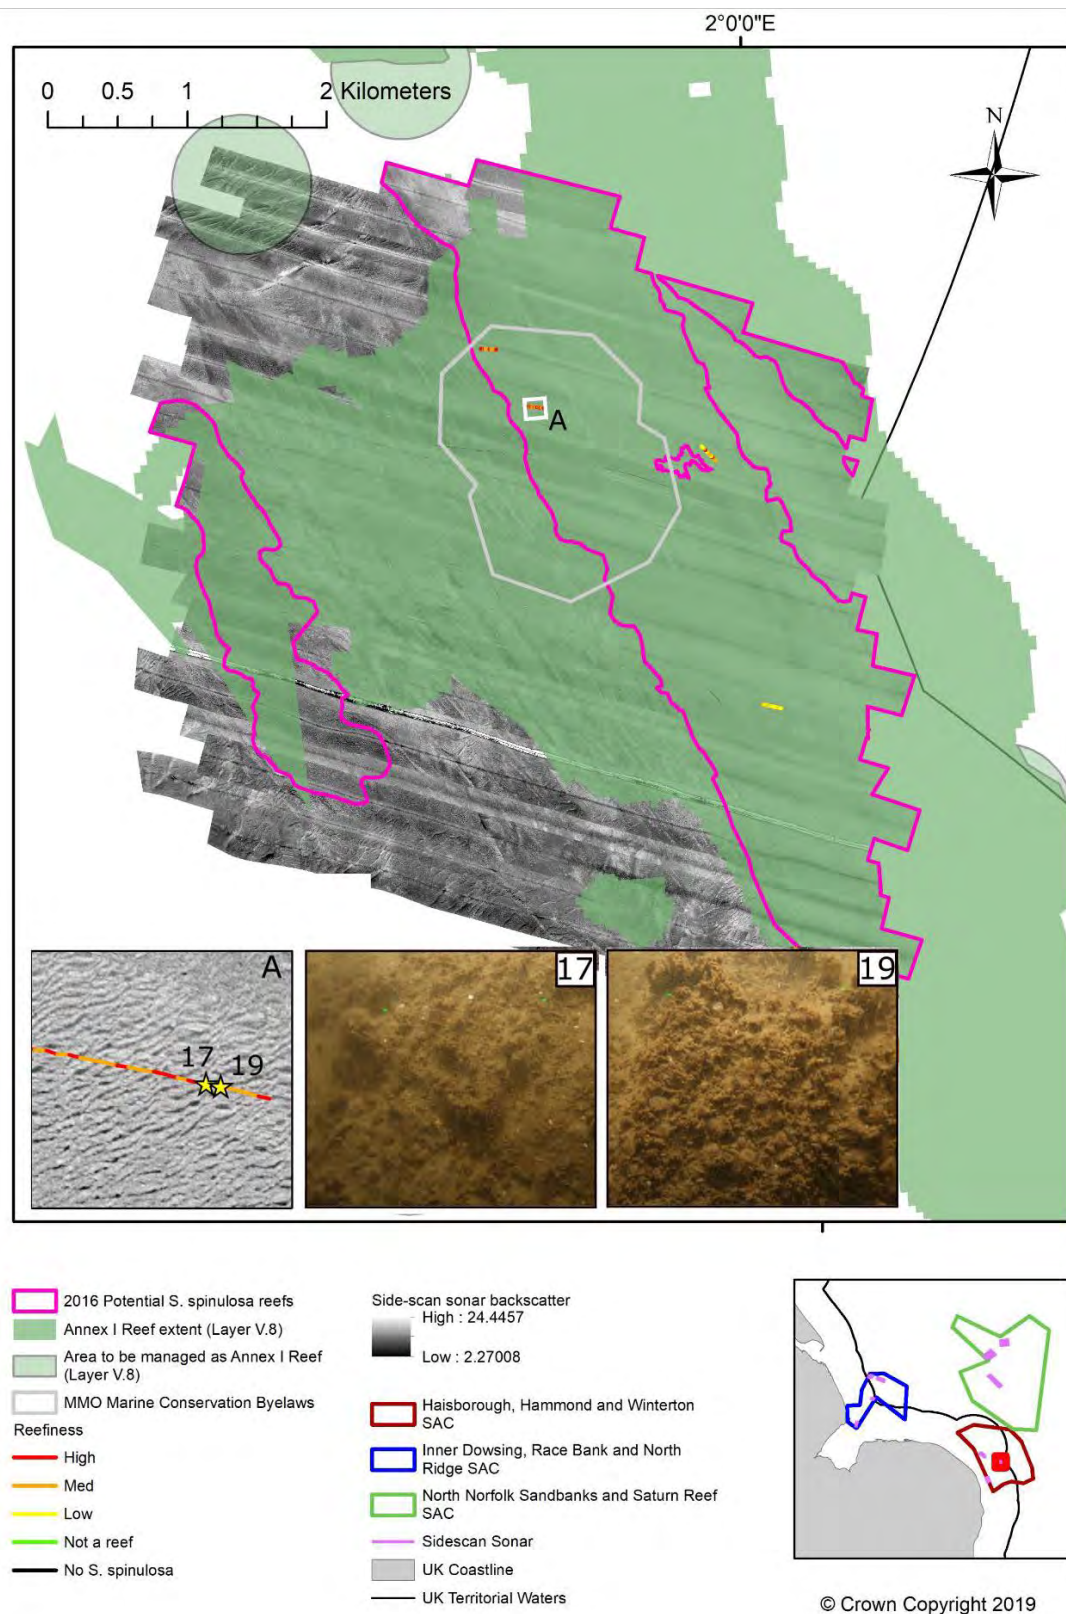 2°0'0"E
0 0.5 1 2 Kilometers
N
A
A
17
19
17 19
2016 Potential S. spinulosa reefs
Annex I Reef extent (Layer V.8)
Area to be managed as Annex I Reef
(Layer V.8)
MMO Marine Conservation Byelaws
Reefiness
High
Med
Low
Not a reef
No S. spinulosa
Side-scan sonar backscatter
High : 24.4457
Low : 2.27008
Haisborough, Hammond and Winterton
SAC
Inner Dowsing, Race Bank and North
Ridge SAC
North Norfolk Sandbanks and Saturn Reef
SAC
Sidescan Sonar
UK Coastline
UK Territorial Waters
© Crown Copyright 2019